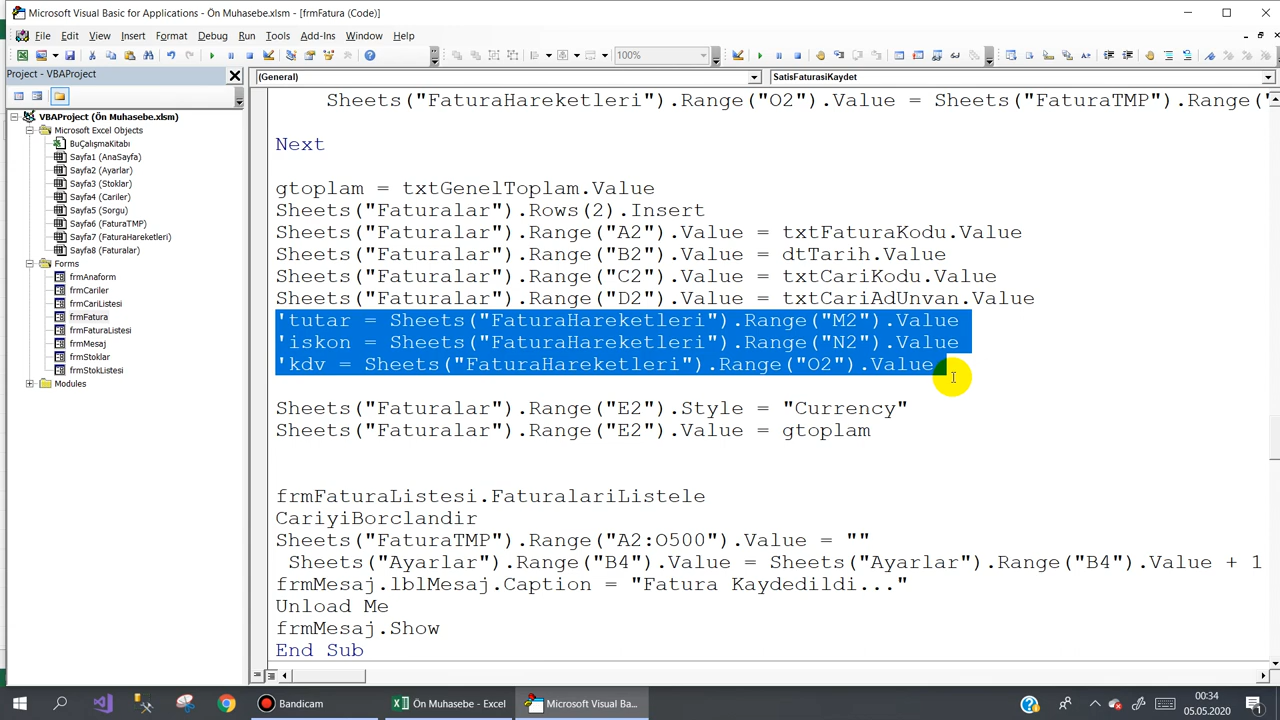 Microsoft Visual Basic for Applications - Ön Muhasebe.xlsm - [frmFatura (Code)]
File Edit View Insert Format Debug Run Tools Add-Ins Window Help
100%
Project - VBAProject
(General)
SatisFaturasiKaydet
VBAProject (Ön Muhasebe.xlsm)
Microsoft Excel Objects
BuÇalışmaKitabı
Sayfa1 (AnaSayfa)
Sayfa2 (Ayarlar)
Sayfa3 (Stoklar)
Sayfa4 (Cariler)
Sayfa5 (Sorgu)
Sayfa6 (FaturaTMP)
Sayfa7 (FaturaHareketleri)
Sayfa8 (Faturalar)
Forms
frmAnaform
frmCariler
frmCariListesi
frmFatura
frmFaturaListesi
frmMesaj
frmStoklar
frmStokListesi
Modules
Sheets("FaturaHareketleri").Range("O2").Value = Sheets("FaturaTMP").Range("
Next
gtoplam = txtGenelToplam.Value
Sheets("Faturalar").Rows(2).Insert
Sheets("Faturalar").Range("A2").Value = txtFaturaKodu.Value
Sheets("Faturalar").Range("B2").Value = dtTarih.Value
Sheets("Faturalar").Range("C2").Value = txtCariKodu.Value
Sheets("Faturalar").Range("D2").Value = txtCariAdUnvan.Value
'tutar = Sheets("FaturaHareketleri").Range("M2").Value
'iskon = Sheets("FaturaHareketleri").Range("N2").Value
'kdv = Sheets("FaturaHareketleri").Range("O2").Value
Sheets("Faturalar").Range("E2").Style = "Currency"
Sheets("Faturalar").Range("E2").Value = gtoplam
frmFaturaListesi.FaturalariListele
CariyiBorclandir
Sheets("FaturaTMP").Range("A2:O500").Value = ""
Sheets("Ayarlar").Range("B4").Value = Sheets("Ayarlar").Range("B4").Value + 1
frmMesaj.lblMesaj.Caption = "Fatura Kaydedildi..."
Unload Me
frmMesaj.Show
End Sub
Bandicam
Ön Muhasebe - Excel
Microsoft Visual Ba...
00:34
05.05.2020